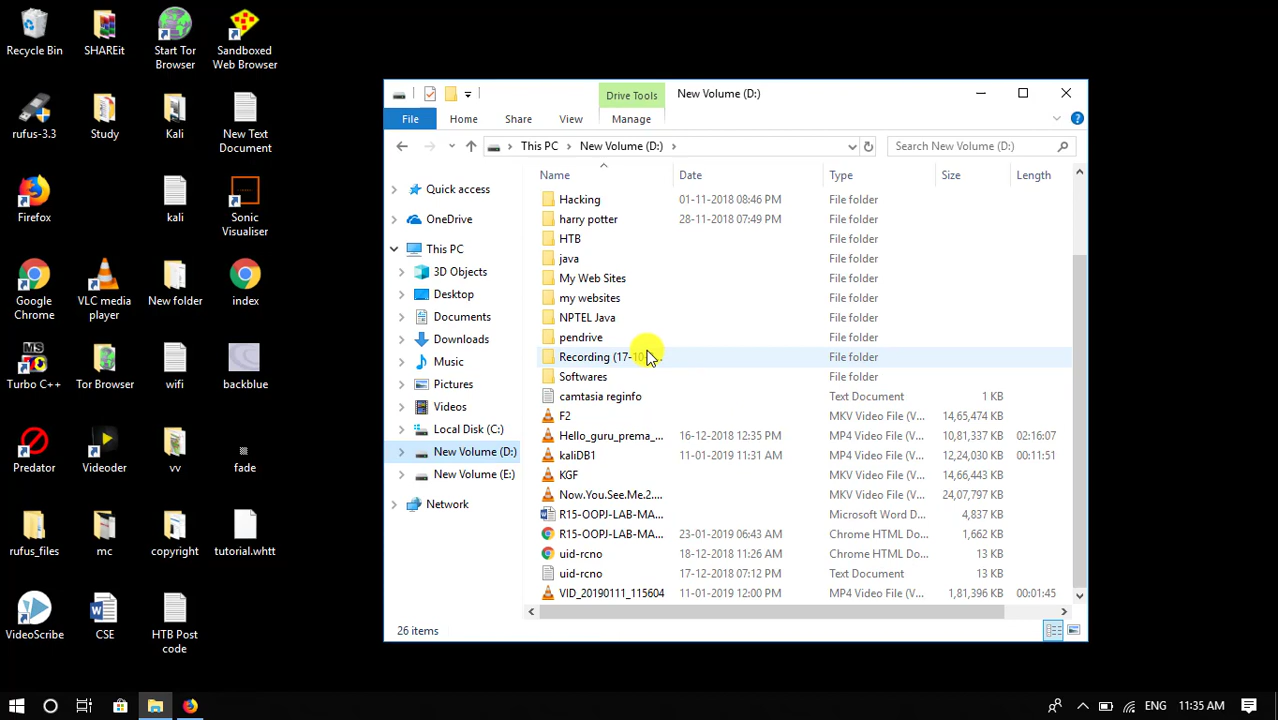 Recycle Bin
SHAREit
Start Tor
Browser
Sandboxed
Web Browser
rufus-3.3
Study
Kali
New Text
Document
Firefox
kali
Sonic
Visualiser
Google
Chrome
VLC media
player
New folder
index
Turbo C++
Tor Browser
wifi
backblue
Predator
Videoder
vv
fade
rufus_files
mc
copyright
tutorial.whtt
VideoScribe
CSE
HTB Post
code
Drive Tools
New Volume (D:)
File
Home
Share
View
Manage
This PC
New Volume (D:)
Search New Volume (D:)
Quick access
OneDrive
This PC
3D Objects
Desktop
Documents
Downloads
Music
Pictures
Videos
Local Disk (C:)
New Volume (D:)
New Volume (E:)
Network
Name Date Type Size Length
Hacking 01-11-2018 08:46 PM File folder
harry potter 28-11-2018 07:49 PM File folder
HTB File folder
java File folder
My Web Sites File folder
my websites File folder
NPTEL Java File folder
pendrive File folder
Recording (17-10... File folder
Softwares File folder
camtasia reginfo Text Document 1 KB
F2 MKV Video File (V... 14,65,474 KB
Hello_guru_prema_... 16-12-2018 12:35 PM MP4 Video File (V... 10,81,337 KB 02:16:07
kaliDB1 11-01-2019 11:31 AM MP4 Video File (V... 12,24,030 KB 00:11:51
KGF MKV Video File (V... 14,66,443 KB
Now.You.See.Me.2.... MKV Video File (V... 24,07,797 KB
R15-OOPJ-LAB-MA... Microsoft Word D... 4,837 KB
R15-OOPJ-LAB-MA... 23-01-2019 06:43 AM Chrome HTML Do... 1,662 KB
uid-rcno 18-12-2018 11:26 AM Chrome HTML Do... 13 KB
uid-rcno 17-12-2018 07:12 PM Text Document 13 KB
VID_20190111_115604 11-01-2019 12:00 PM MP4 Video File (V... 1,81,396 KB 00:01:45
26 items
ENG
11:35 AM